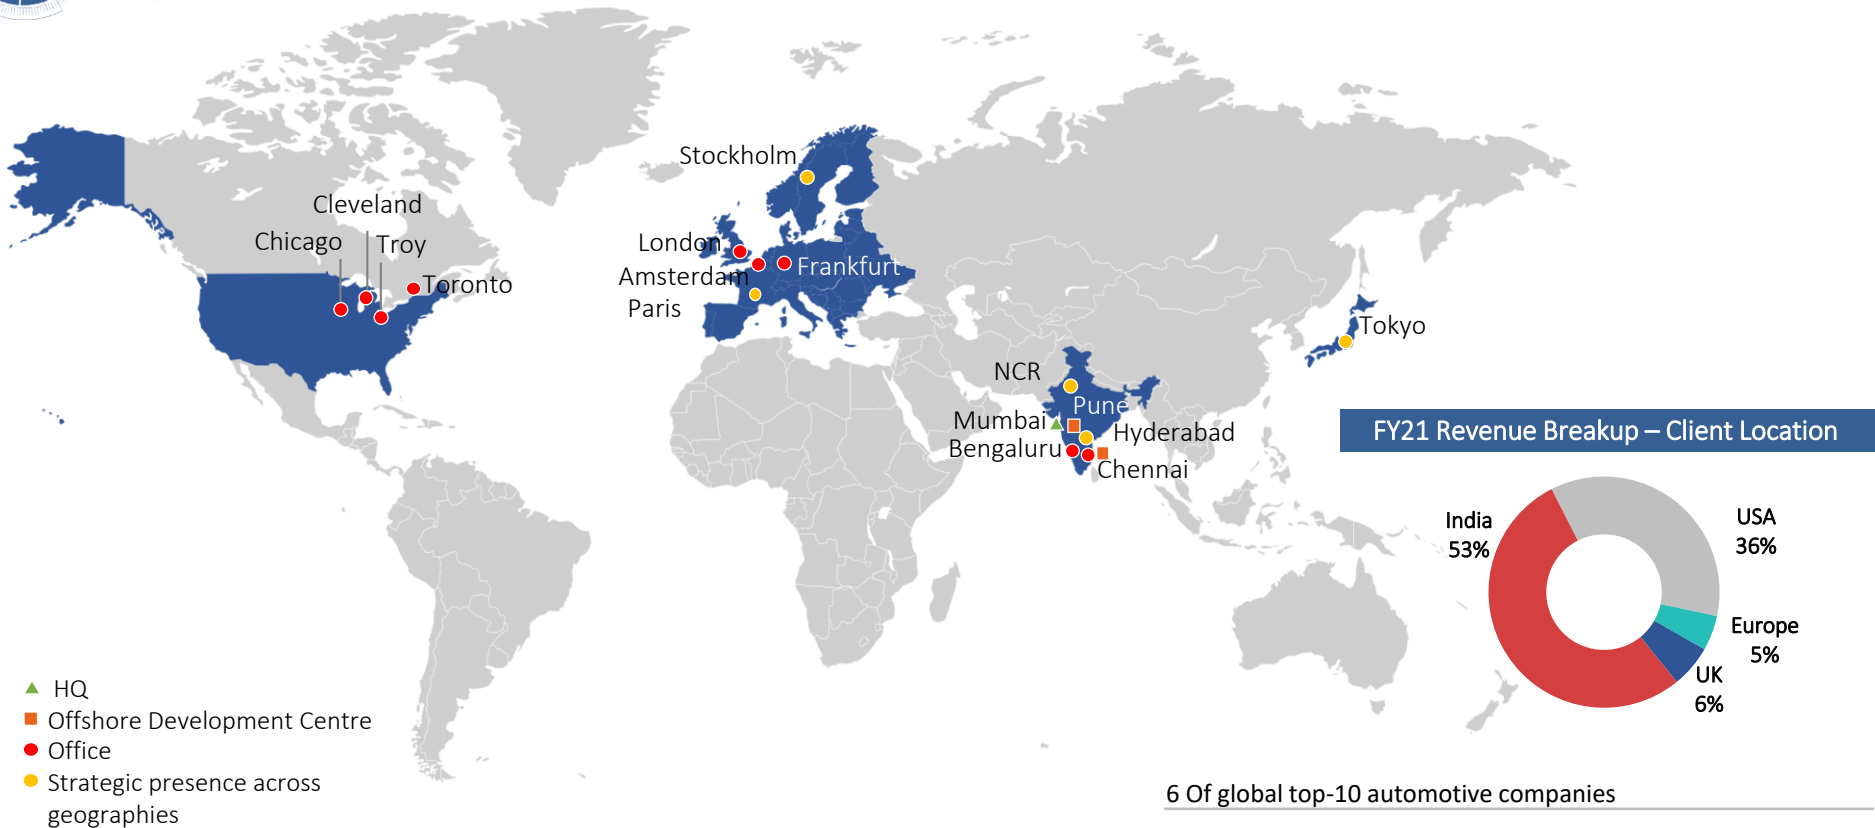 Stockholm
Cleveland
Chicago
Troy
London
Amsterdam
Frankfurt
Toronto
Paris
Tokyo
NCR
Pune
Mumbai
Hyderabad
Bengaluru
Chennai
FY21 Revenue Breakup – Client Location
India
53%
USA
36%
Europe
5%
UK
6%
HQ
Offshore Development Centre
Office
Strategic presence across
geographies
6 Of global top-10 automotive companies